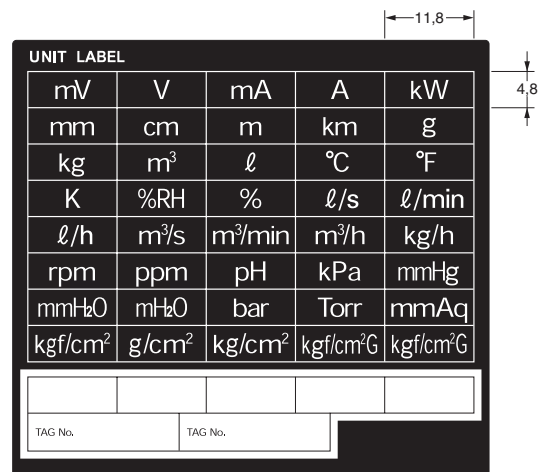 11,8
UNIT LABEL
4,8
mV V mA A kW
mm cm m km g
kg m³ ℓ °C °F
K %RH % ℓ/s ℓ/min
ℓ/h m³/s m³/min m³/h kg/h
rpm ppm pH kPa mmHg
mmH₂O mH₂O bar Torr mmAq
kgf/cm² g/cm² kg/cm² kgf/cm²G kgf/cm²G
TAG No. TAG No.